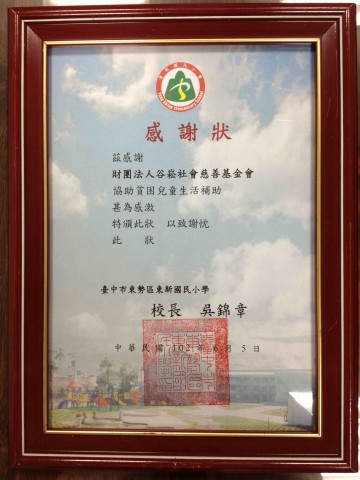 感謝狀
茲感謝
財團法人谷崧社會慈善基金會
協助貧困兒童生活補助
甚為感激
特頒此狀 以致謝忱
此 狀
臺中市東勢區東新國民小學
校長 吳錦章
中華民國 102 年 6 月 5 日